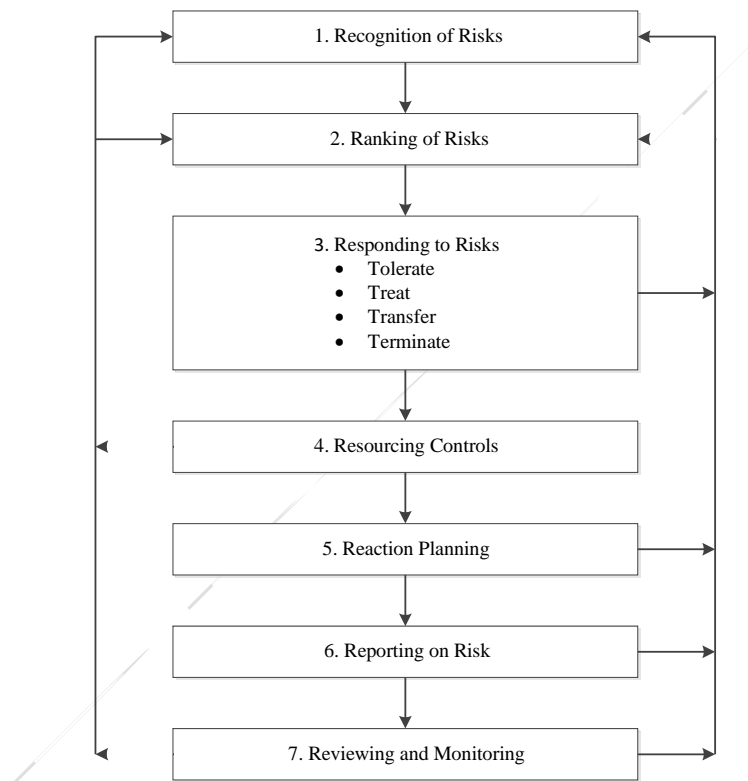 1. Recognition of Risks
2. Ranking of Risks
3. Responding to Risks
• Tolerate
• Treat
• Transfer
• Terminate
4. Resourcing Controls
5. Reaction Planning
6. Reporting on Risk
7. Reviewing and Monitoring